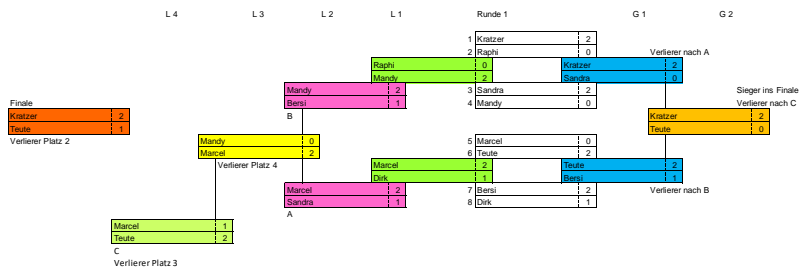 L 4 L 3 L 2 L 1 Runde 1 G 1 G 2
1 Kratzer 2
2 Raphi 0
Verlierer nach A
Raphi 0
Mandy 2
Kratzer 2
Sandra 0
Mandy 2
Bersi 1
B
3 Sandra 2
4 Mandy 0
Sieger ins Finale
Verlierer nach C
Finale
Kratzer 2
Teute 1
Verlierer Platz 2
Kratzer 2
Teute 0
Mandy 0
Marcel 2
Verlierer Platz 4
5 Marcel 0
6 Teute 2
Marcel 2
Dirk 1
Teute 2
Bersi 1
Verlierer nach B
Marcel 2
Sandra 1
A
7 Bersi 2
8 Dirk 1
Marcel 1
Teute 2
C
Verlierer Platz 3